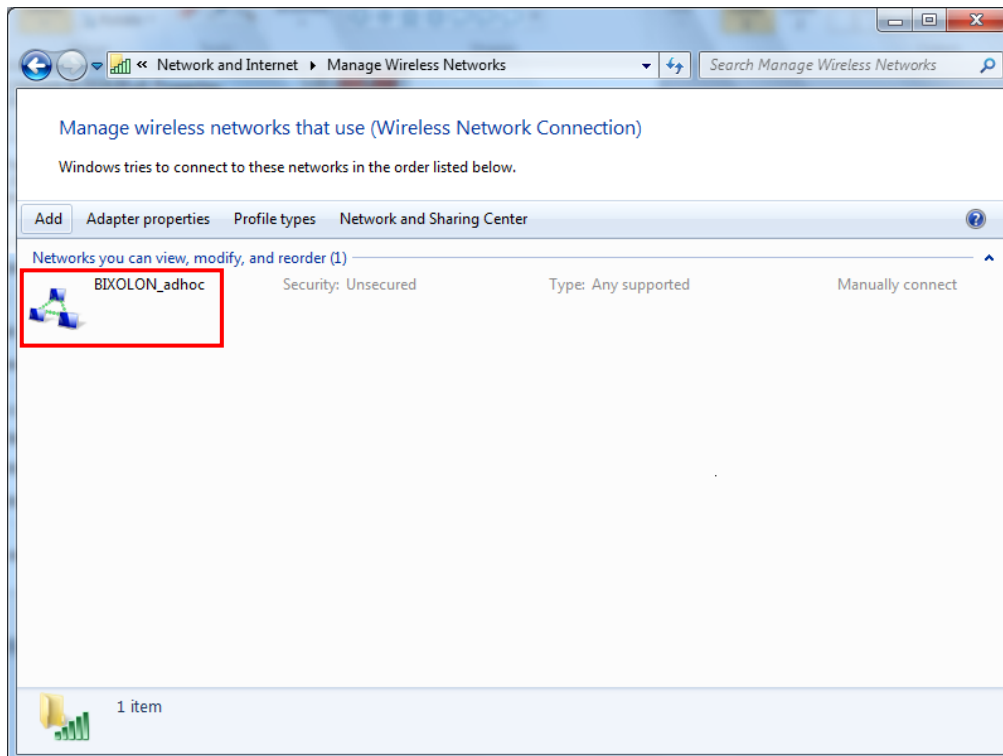 « Network and Internet ▸ Manage Wireless Networks
Search Manage Wireless Networks
Manage wireless networks that use (Wireless Network Connection)
Windows tries to connect to these networks in the order listed below.
Add Adapter properties Profile types Network and Sharing Center
Networks you can view, modify, and reorder (1)
BIXOLON_adhoc Security: Unsecured Type: Any supported Manually connect
1 item